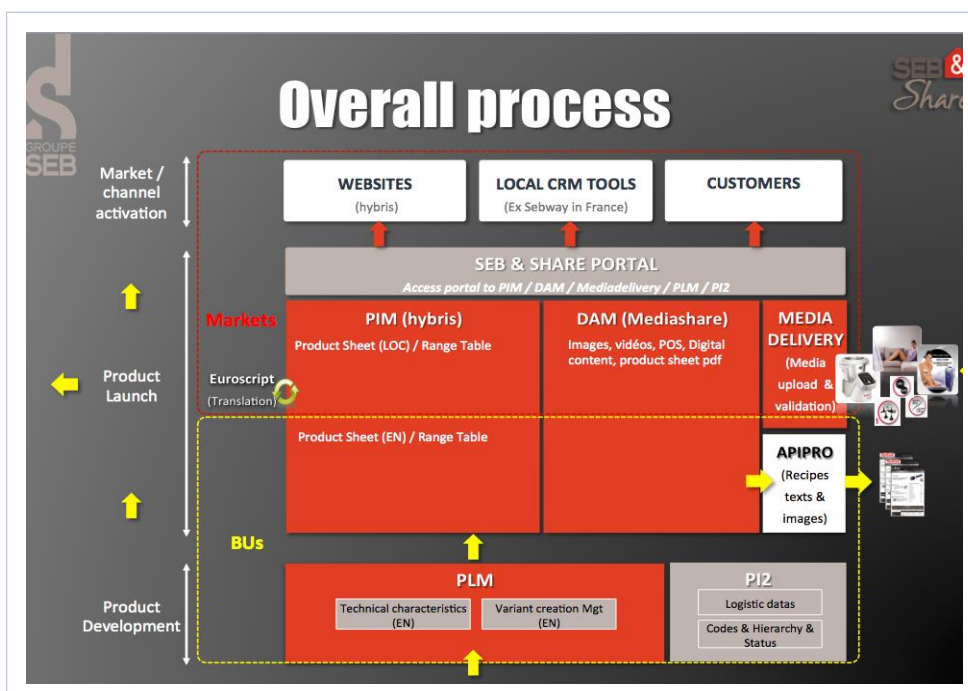 Overall process
GROUPE
SEB
SEB &
Share
Market /
channel
activation
WEBSITES
(hybris)
LOCAL CRM TOOLS
(Ex Sebway in France)
CUSTOMERS
SEB & SHARE PORTAL
Access portal to PIM / DAM / Mediadelivery / PLM / PI2
Markets
Product
Launch
Euroscript
(Translation)
PIM (hybris)
Product Sheet (LOC) / Range Table
Product Sheet (EN) / Range Table
DAM (Mediashare)
Images, vidéos, POS, Digital
content, product sheet pdf
MEDIA
DELIVERY
(Media
upload &
validation)
APIPRO
(Recipes
texts &
images)
BUs
Product
Development
PLM
Technical characteristics
(EN)
Variant creation Mgt
(EN)
PI2
Logistic datas
Codes & Hierarchy &
Status